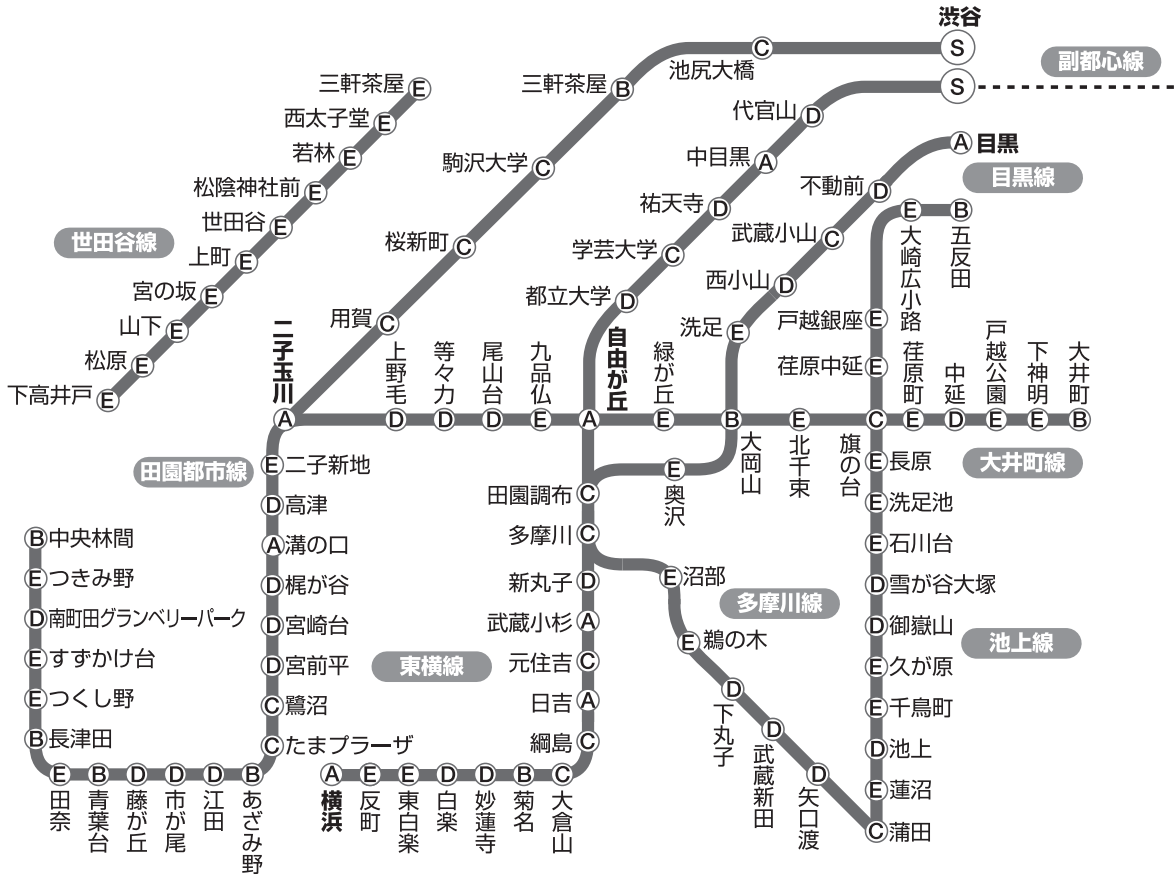 渋谷
S
C
池尻大橋
副都心線
S
三軒茶屋
E
三軒茶屋
B
代官山
D
西太子堂
E
目黒
A
若林
E
駒沢大学
C
中目黒
A
目黒線
松陰神社前
E
祐天寺
D
不動前
D
世田谷
E
世田谷線
桜新町
C
学芸大学
C
武蔵小山
C
E
大崎広小路
B
五反田
上町
E
宮の坂
E
都立大学
D
西小山
D
山下
E
用賀
C
洗足
E
戸越銀座
E
松原
E
荏原中延
E
下高井戸
E
二子玉川
A
上野毛
D
等々力
D
尾山台
D
九品仏
E
自由が丘
A
緑が丘
E
B
大岡山
E
北千束
C
旗の台
荏原町
E
中延
D
戸越公園
E
下神明
E
大井町
B
大井町線
田園都市線
E
二子新地
D
高津
A
溝の口
D
梶が谷
D
宮崎台
D
宮前平
C
鷺沼
C
たまプラーザ
B
あざみ野
D
江田
D
市が尾
D
藤が丘
B
青葉台
E
田奈
B
長津田
E
つくし野
E
すずかけ台
D
南町田グランベリーパーク
E
つきみ野
B
中央林間
E
奥沢
田園調布
C
多摩川
C
新丸子
D
武蔵小杉
A
元住吉
C
日吉
A
綱島
C
東横線
C
大倉山
B
菊名
D
妙蓮寺
D
白楽
E
東白楽
E
反町
A
横浜
E
沼部
多摩川線
E
鵜の木
D
下丸子
D
武蔵新田
D
矢口渡
E
長原
E
洗足池
E
石川台
D
雪が谷大塚
D
御嶽山
池上線
E
久が原
E
千鳥町
D
池上
E
蓮沼
C
蒲田